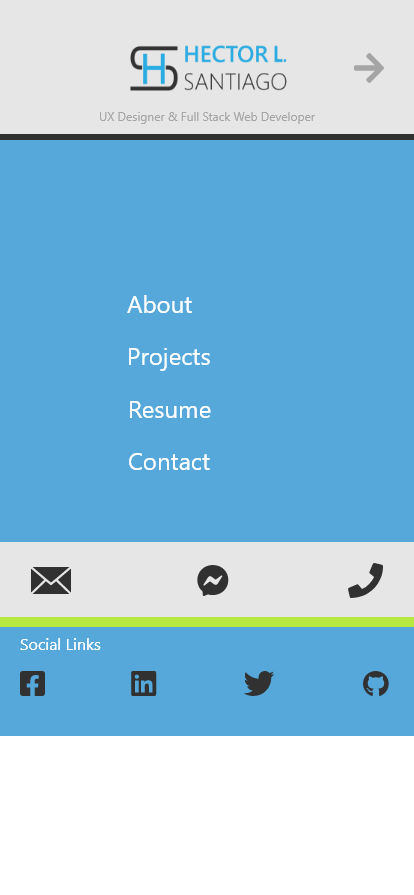 HECTOR L.
SANTIAGO
UX Designer & Full Stack Web Developer
About
Projects
Resume
Contact
Social Links